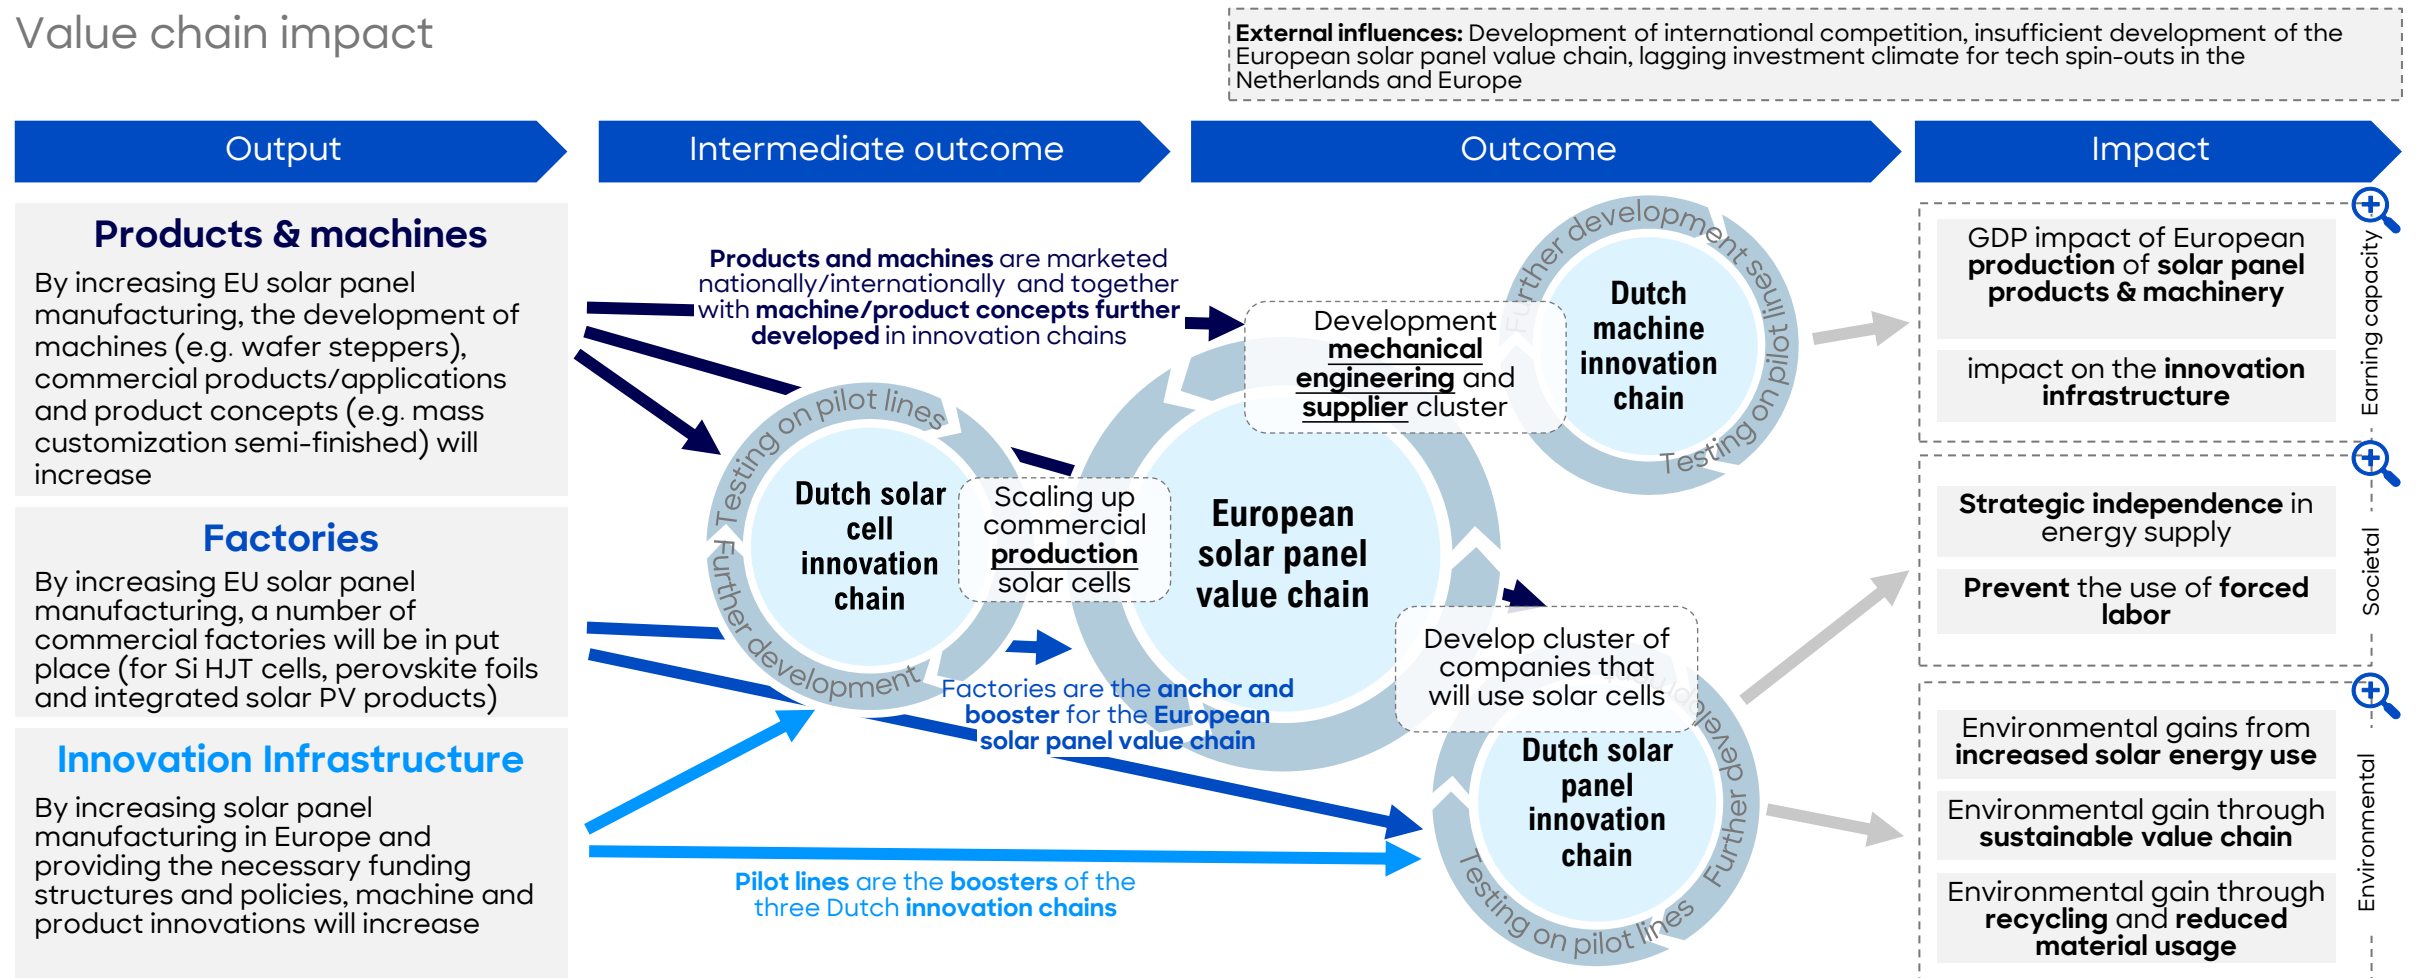 Value chain impact
External influences: Development of international competition, insufficient development of the
European solar panel value chain, lagging investment climate for tech spin-outs in the
Netherlands and Europe
Output
Intermediate outcome
Outcome
Impact
Products & machines
By increasing EU solar panel
manufacturing, the development of
machines (e.g. wafer steppers),
commercial products/applications
and product concepts (e.g. mass
customization semi-finished) will
increase
Factories
By increasing EU solar panel
manufacturing, a number of
commercial factories will be in put
place (for Si HJT cells, perovskite foils
and integrated solar PV products)
Innovation Infrastructure
By increasing solar panel
manufacturing in Europe and
providing the necessary funding
structures and policies, machine and
product innovations will increase
Products and machines are marketed
nationally/internationally and together
with machine/product concepts further
developed in innovation chains
Testing on pilot lines
Further development
Dutch solar
cell
innovation
chain
Scaling up
commercial
production
solar cells
Factories are the anchor and
booster for the European
solar panel value chain
Pilot lines are the boosters of the
three Dutch innovation chains
European
solar panel
value chain
Development
mechanical
engineering and
supplier cluster
Further development
Testing on pilot lines
Dutch
machine
innovation
chain
Develop cluster of
companies that
will use solar cells
Further development
Testing on pilot lines
Dutch solar
panel
innovation
chain
GDP impact of European
production of solar panel
products & machinery
impact on the innovation
infrastructure
Earning capacity
Strategic independence in
energy supply
Prevent the use of forced
labor
Societal
Environmental gains from
increased solar energy use
Environmental gain through
sustainable value chain
Environmental gain through
recycling and reduced
material usage
Environmental